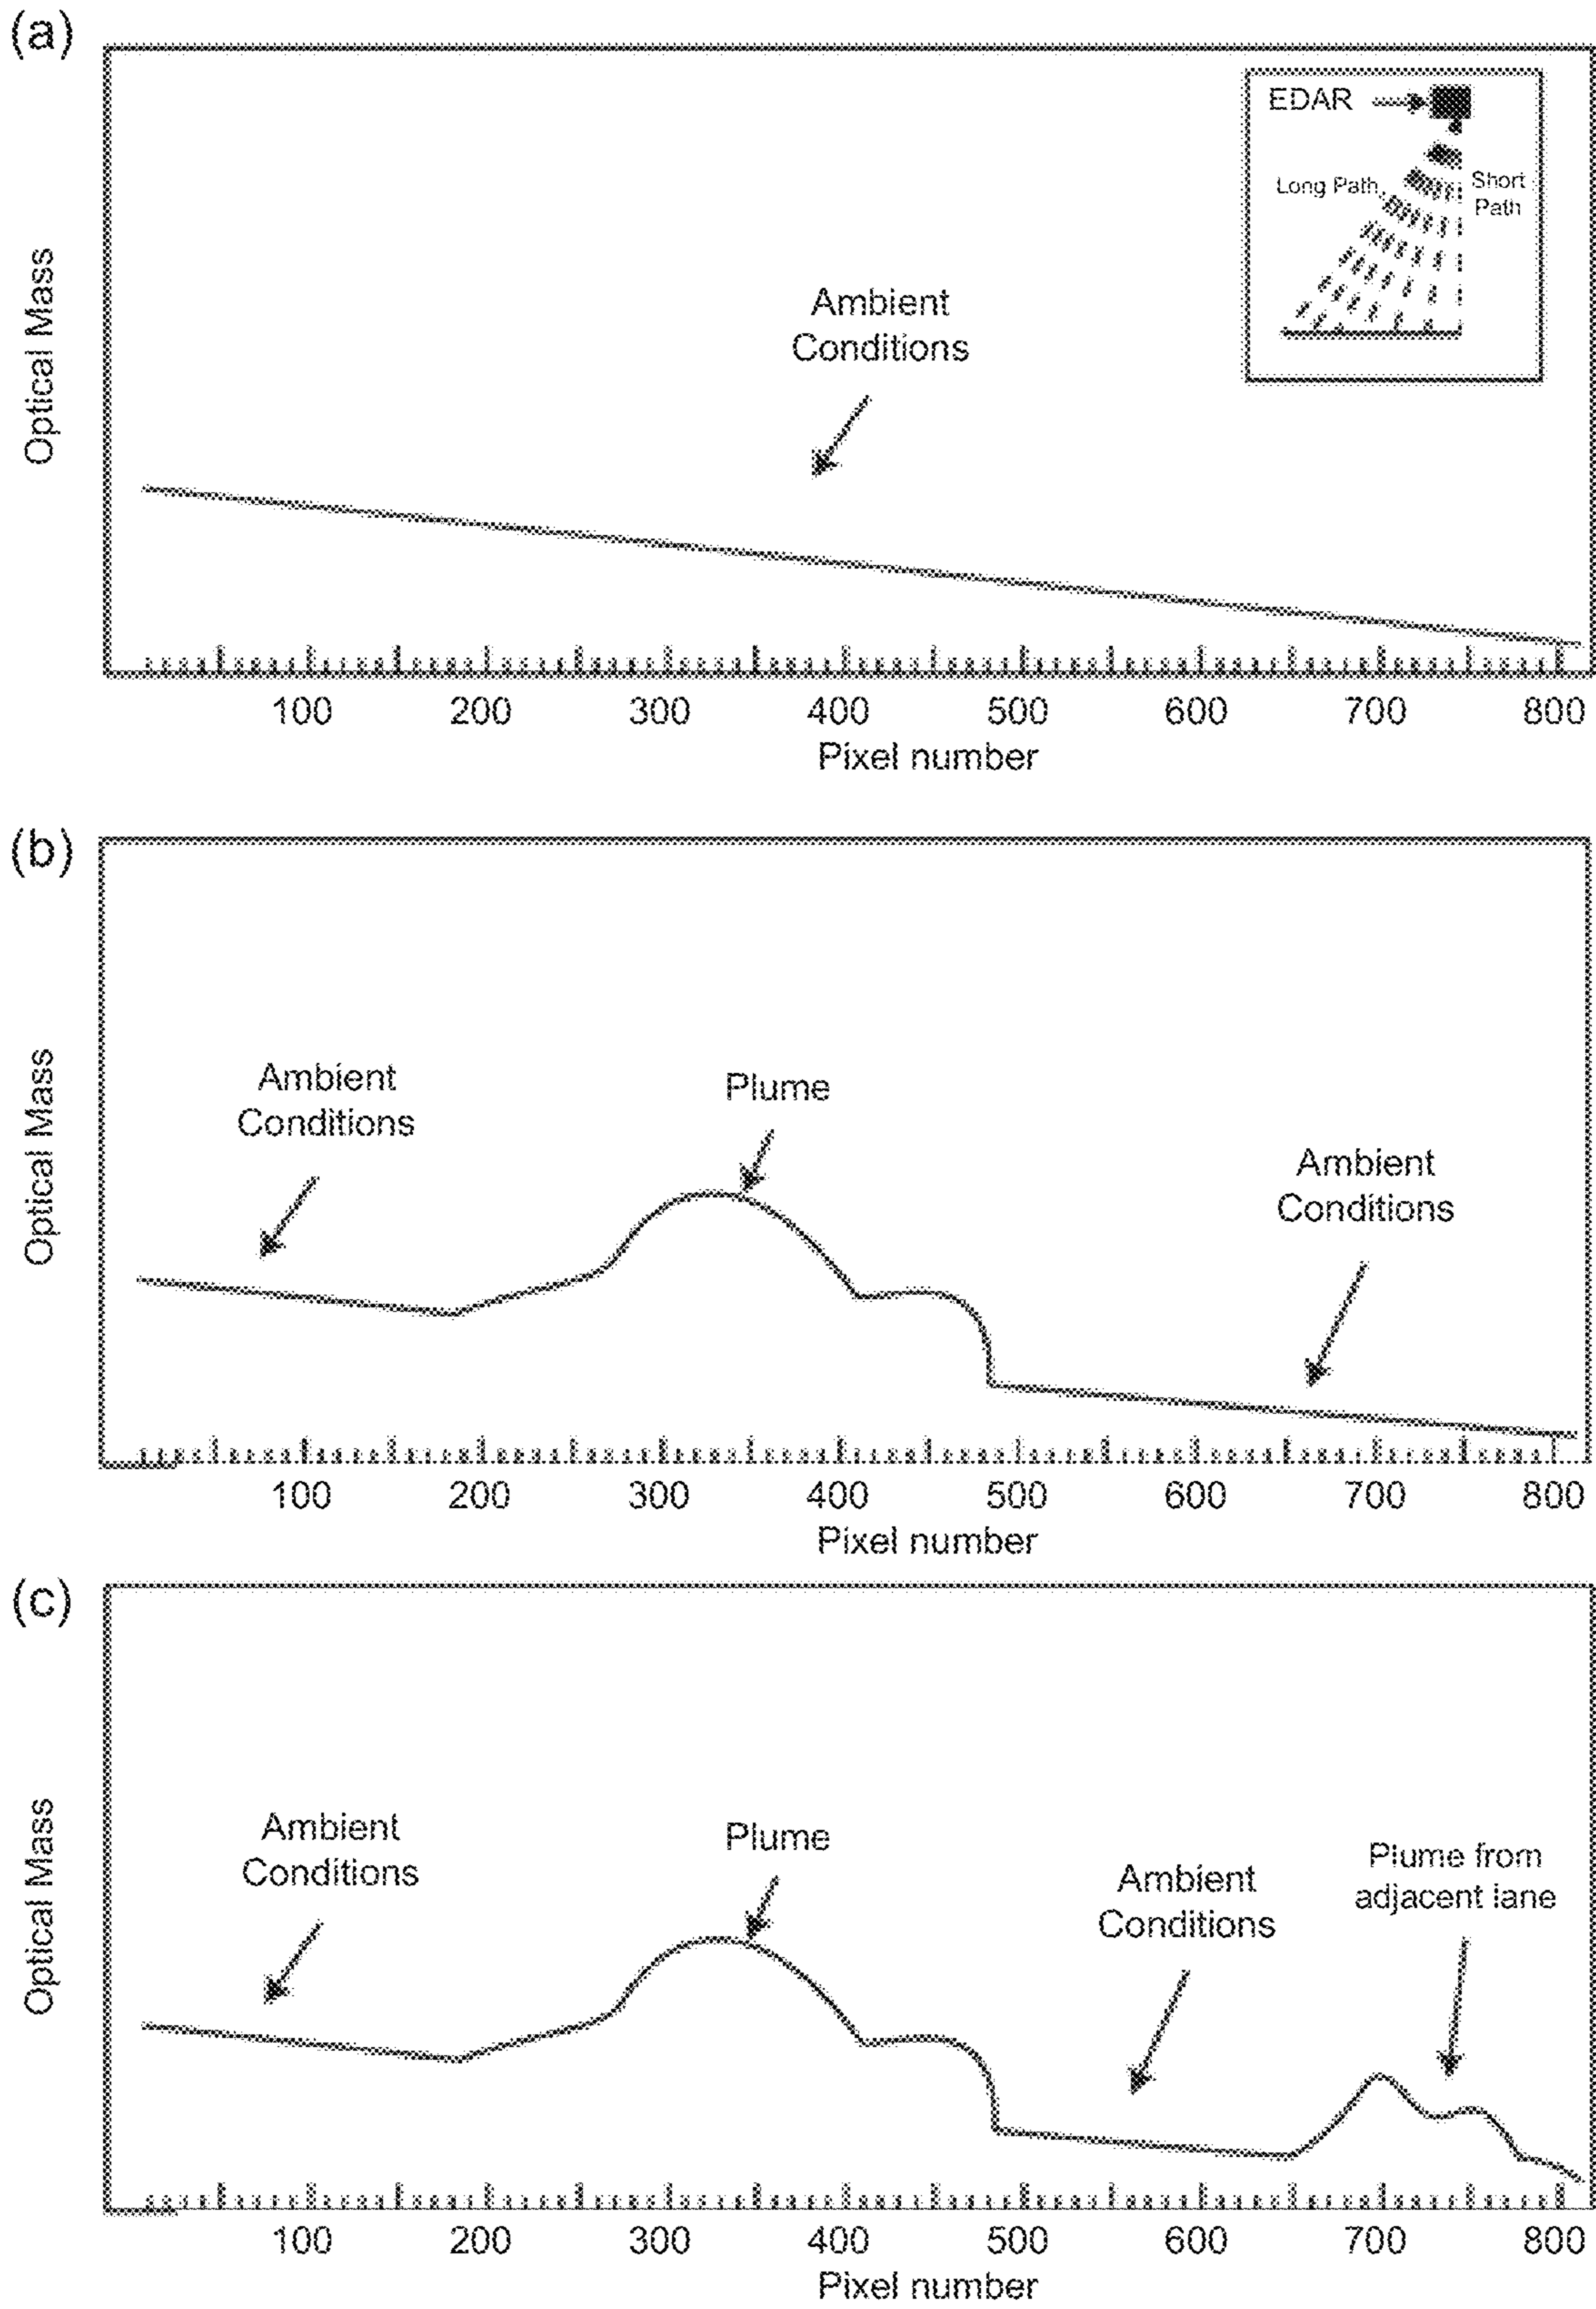 (a)
EDAR
Long Path
Short
Path
Ambient
Conditions
Optical Mass
100 200 300 400 500 600 700 800
Pixel number
(b)
Ambient
Conditions
Plume
Ambient
Conditions
Optical Mass
100 200 300 400 500 600 700 800
Pixel number
(c)
Ambient
Conditions
Plume
Ambient
Conditions
Plume from
adjacent lane
Optical Mass
100 200 300 400 500 600 700 800
Pixel number